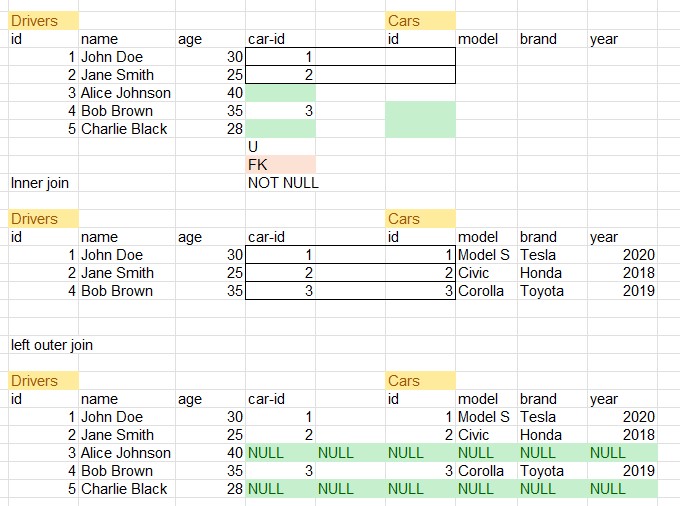 Drivers Cars
id name age car-id id model brand year
1 John Doe 30 1
2 Jane Smith 25 2
3 Alice Johnson 40
4 Bob Brown 35 3
5 Charlie Black 28
U
FK
Inner join NOT NULL
Drivers Cars
id name age car-id id model brand year
1 John Doe 30 1 1 Model S Tesla 2020
2 Jane Smith 25 2 2 Civic Honda 2018
4 Bob Brown 35 3 3 Corolla Toyota 2019
left outer join
Drivers Cars
id name age car-id id model brand year
1 John Doe 30 1 1 Model S Tesla 2020
2 Jane Smith 25 2 2 Civic Honda 2018
3 Alice Johnson 40 NULL NULL NULL NULL NULL NULL
4 Bob Brown 35 3 3 Corolla Toyota 2019
5 Charlie Black 28 NULL NULL NULL NULL NULL NULL